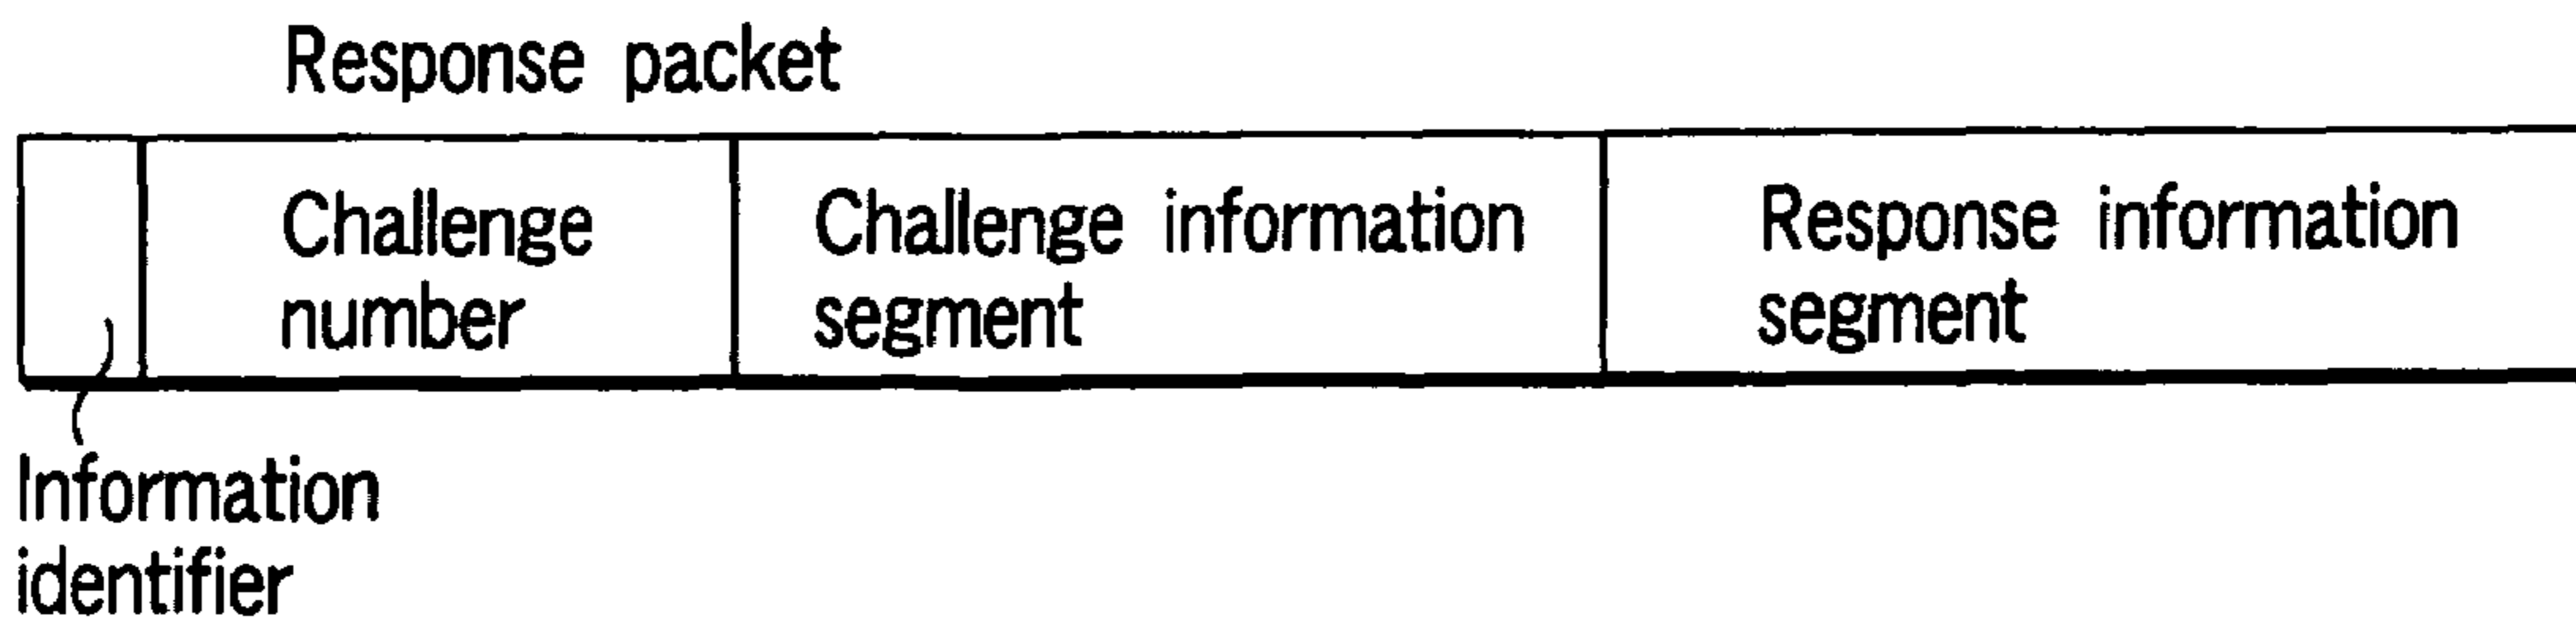 Response packet
Challenge
number
Challenge information
segment
Response information
segment
Information
identifier